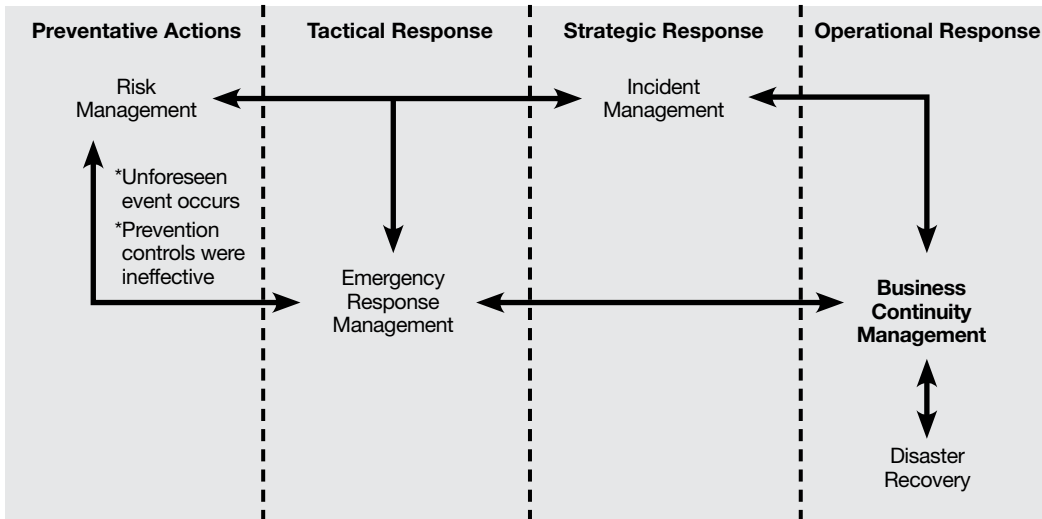 Preventative Actions
Tactical Response
Strategic Response
Operational Response
Risk
Management
Incident
Management
*Unforeseen
event occurs
*Prevention
controls were
ineffective
Emergency
Response
Management
Business
Continuity
Management
Disaster
Recovery